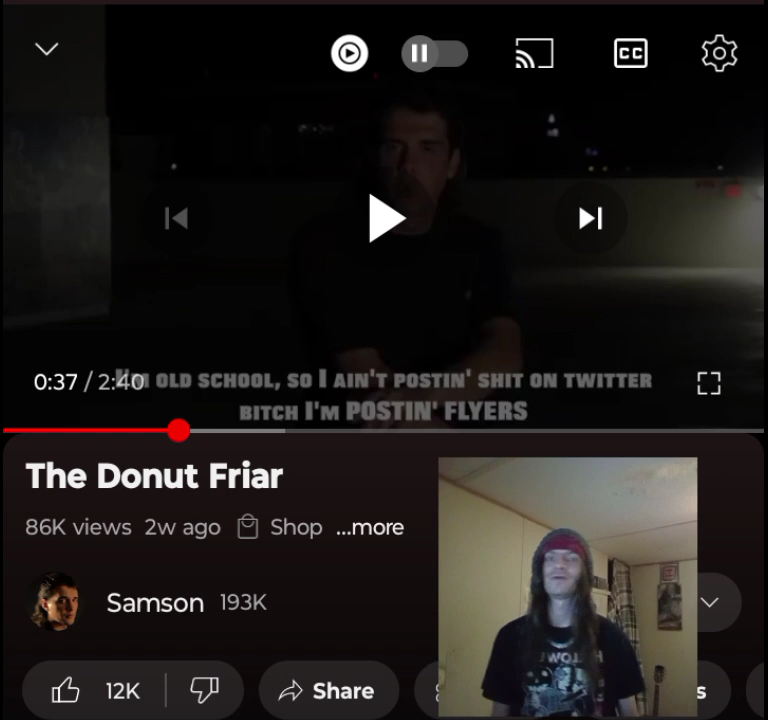 CC
0:37 / 2:40
I'M OLD SCHOOL, SO I AIN'T POSTIN' SHIT ON TWITTER
BITCH I'M POSTIN' FLYERS
The Donut Friar
86K views 2w ago Shop ...more
Samson 193K
12K Share s